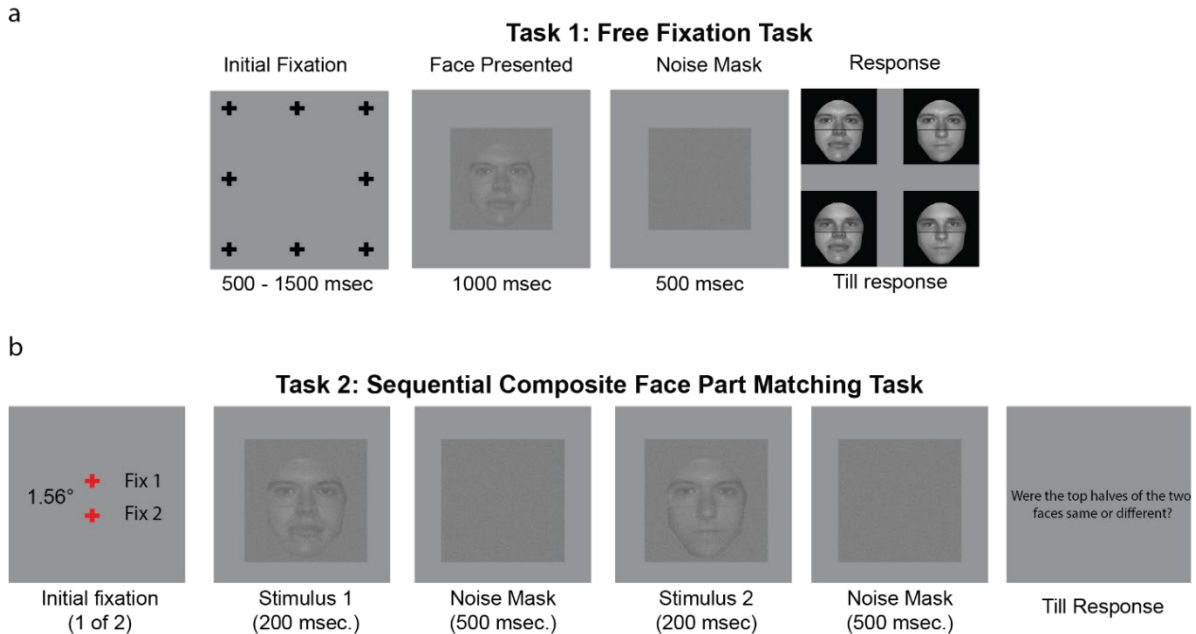 a
Task 1: Free Fixation Task
Initial Fixation
Face Presented
Noise Mask
Response
500 - 1500 msec
1000 msec
500 msec
Till response
b
Task 2: Sequential Composite Face Part Matching Task
1.56°
Fix 1
Fix 2
Were the top halves of the two
faces same or different?
Initial fixation
(1 of 2)
Stimulus 1
(200 msec.)
Noise Mask
(500 msec.)
Stimulus 2
(200 msec)
Noise Mask
(500 msec.)
Till Response